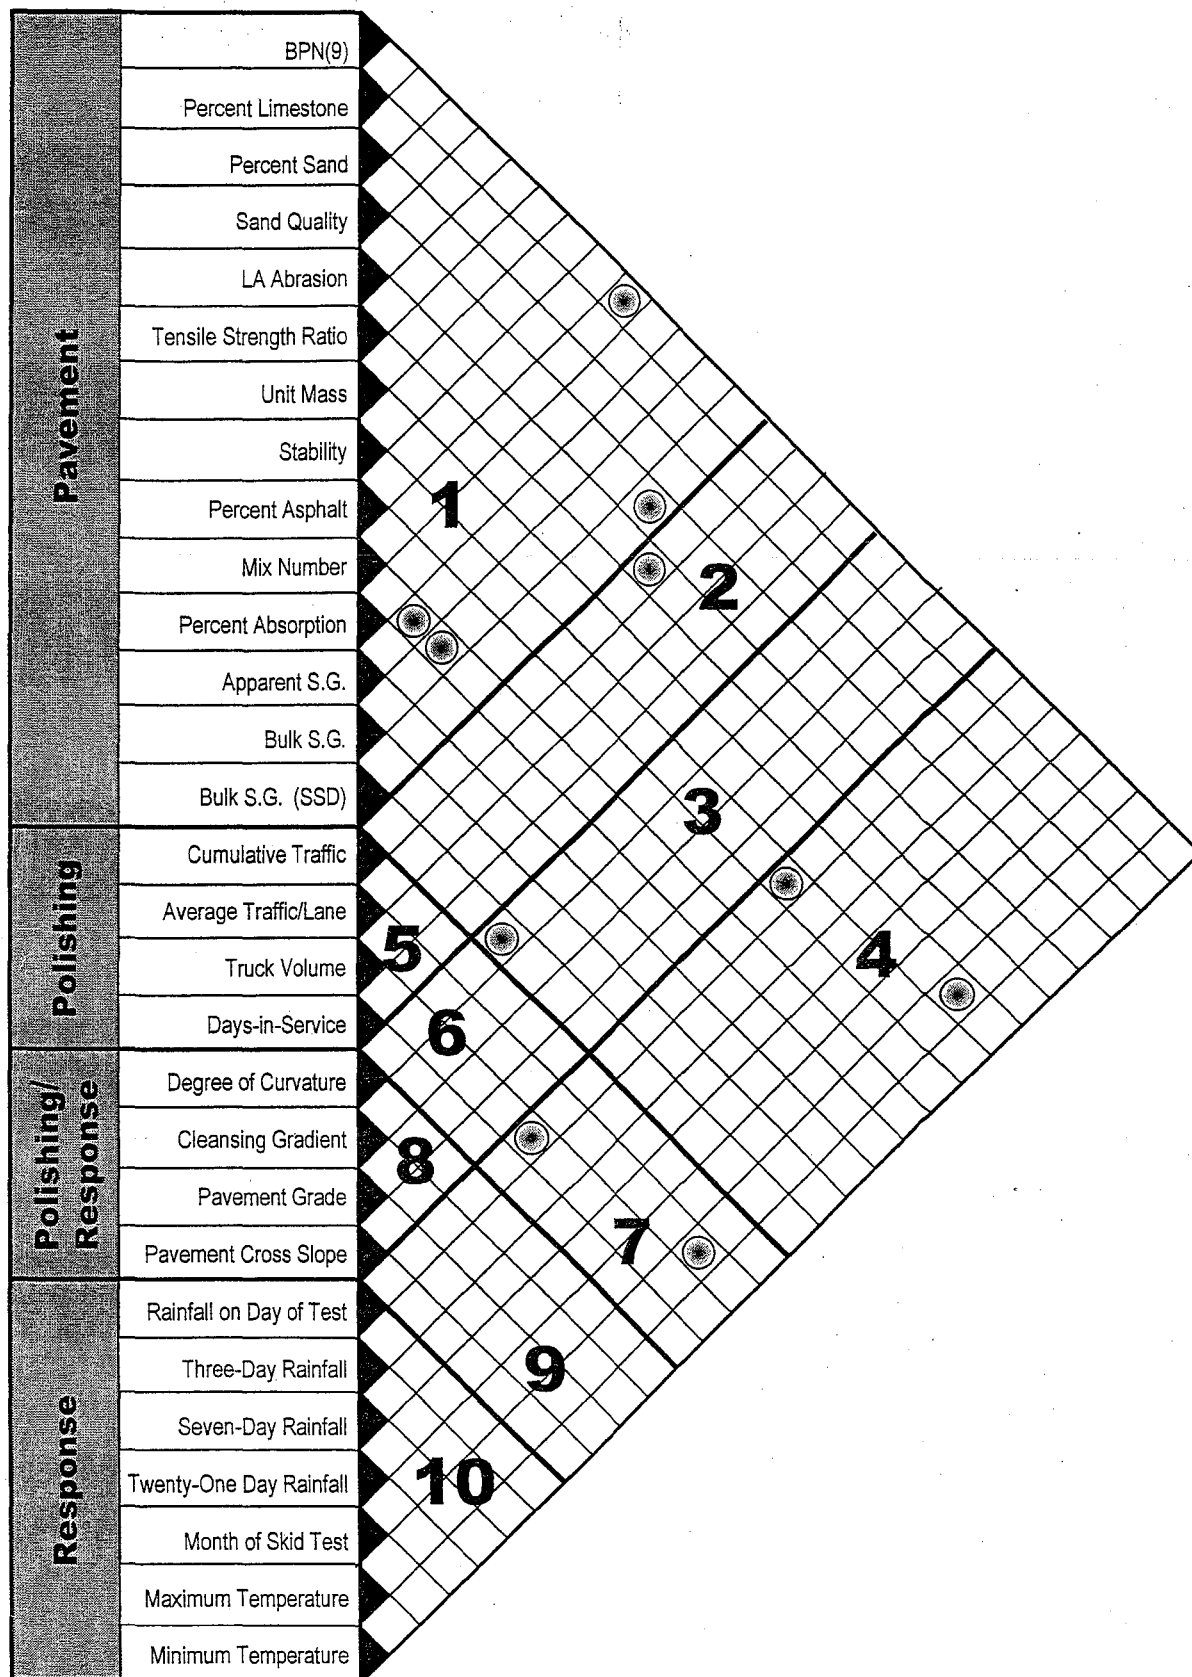 Pavement
BPN(9)
Percent Limestone
Percent Sand
Sand Quality
LA Abrasion
Tensile Strength Ratio
Unit Mass
Stability
Percent Asphalt
Mix Number
Percent Absorption
Apparent S.G.
Bulk S.G.
Bulk S.G. (SSD)
Polishing
Cumulative Traffic
Average Traffic/Lane
Truck Volume
Days-in-Service
Polishing/
Response
Degree of Curvature
Cleansing Gradient
Pavement Grade
Pavement Cross Slope
Response
Rainfall on Day of Test
Three-Day Rainfall
Seven-Day Rainfall
Twenty-One Day Rainfall
Month of Skid Test
Maximum Temperature
Minimum Temperature
1
2
3
4
5
6
7
8
9
10